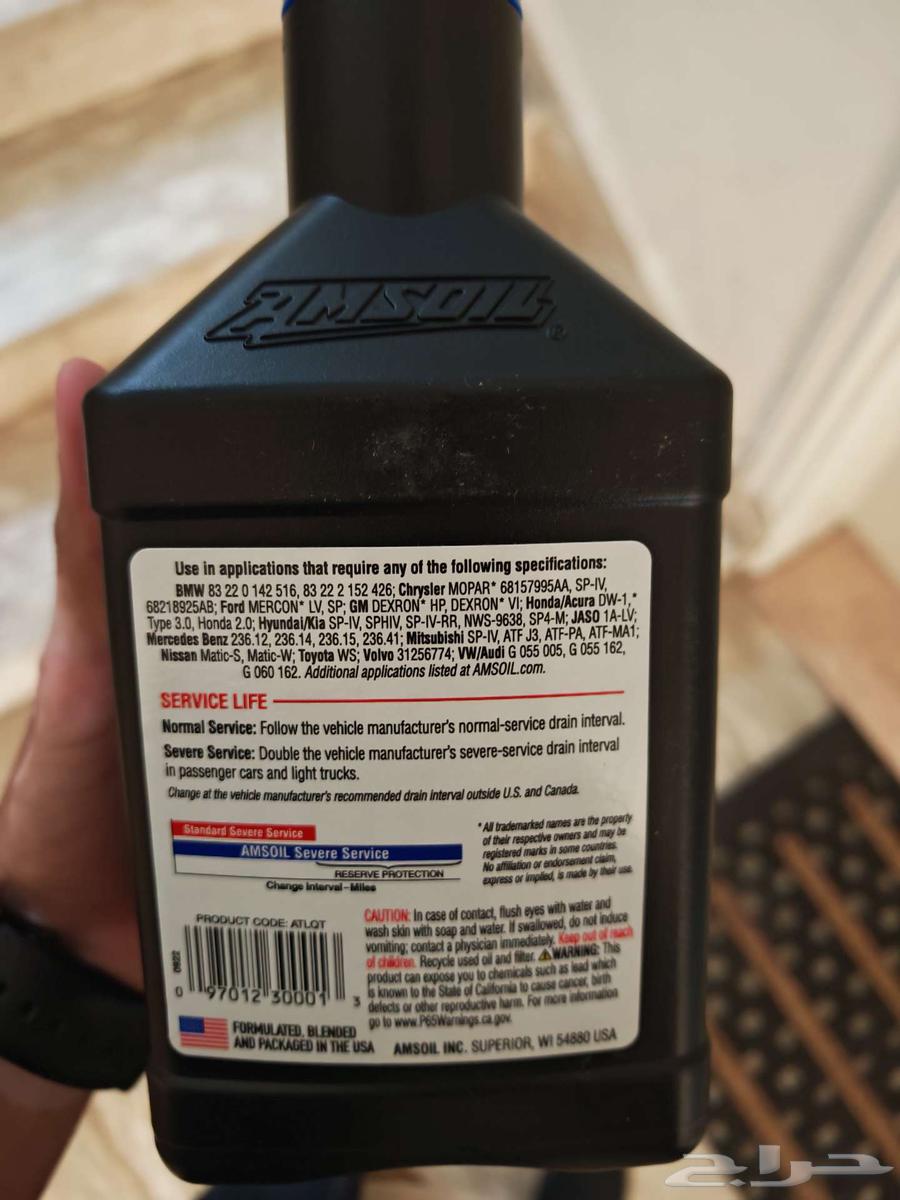 AMSOIL®
Use in applications that require any of the following specifications:
BMW 83 22 0 142 516, 83 22 2 152 426; Chrysler MOPAR* 68157995AA, SP-IV,
68218925AB; Ford MERCON* LV, SP; GM DEXRON* HP, DEXRON* VI; Honda/Acura DW-1,*
Type 3.0, Honda 2.0; Hyundai/Kia SP-IV, SPHIV, SP-IV-RR, NWS-9638, SP4-M; JASO 1A-LV;
Mercedes Benz 236.12, 236.14, 236.15, 236.41; Mitsubishi SP-IV, ATF J3, ATF-PA, ATF-MA1;
Nissan Matic-S, Matic-W; Toyota WS; Volvo 31256774; VW/Audi G 055 005, G 055 162,
G 060 162. Additional applications listed at AMSOIL.com.
SERVICE LIFE
Normal Service: Follow the vehicle manufacturer's normal-service drain interval.
Severe Service: Double the vehicle manufacturer's severe-service drain interval
in passenger cars and light trucks.
Change at the vehicle manufacturer's recommended drain interval outside U.S. and Canada.
Standard Severe Service
AMSOIL Severe Service
RESERVE PROTECTION
Change Interval–Miles
*All trademarked names are the property
of their respective owners and may be
registered marks in some countries.
No affiliation or endorsement claim,
express or implied, is made by their use.
PRODUCT CODE: ATLQT
0922
0 97012 30001 3
CAUTION: In case of contact, flush eyes with water and
wash skin with soap and water. If swallowed, do not induce
vomiting; contact a physician immediately. Keep out of reach
of children. Recycle used oil and filter. ⚠WARNING: This
product can expose you to chemicals such as lead which
is known to the State of California to cause cancer, birth
defects or other reproductive harm. For more information
go to www.P65Warnings.ca.gov.
FORMULATED, BLENDED
AND PACKAGED IN THE USA
AMSOIL INC. SUPERIOR, WI 54880 USA
حراج